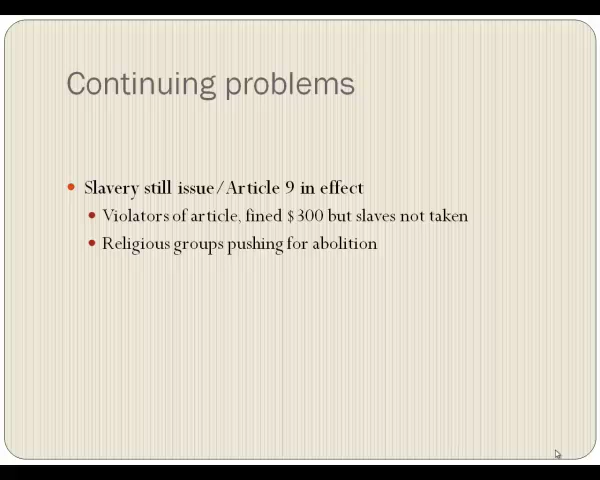 Continuing problems
Slavery still issue/Article 9 in effect
Violators of article, fined $300 but slaves not taken
Religious groups pushing for abolition